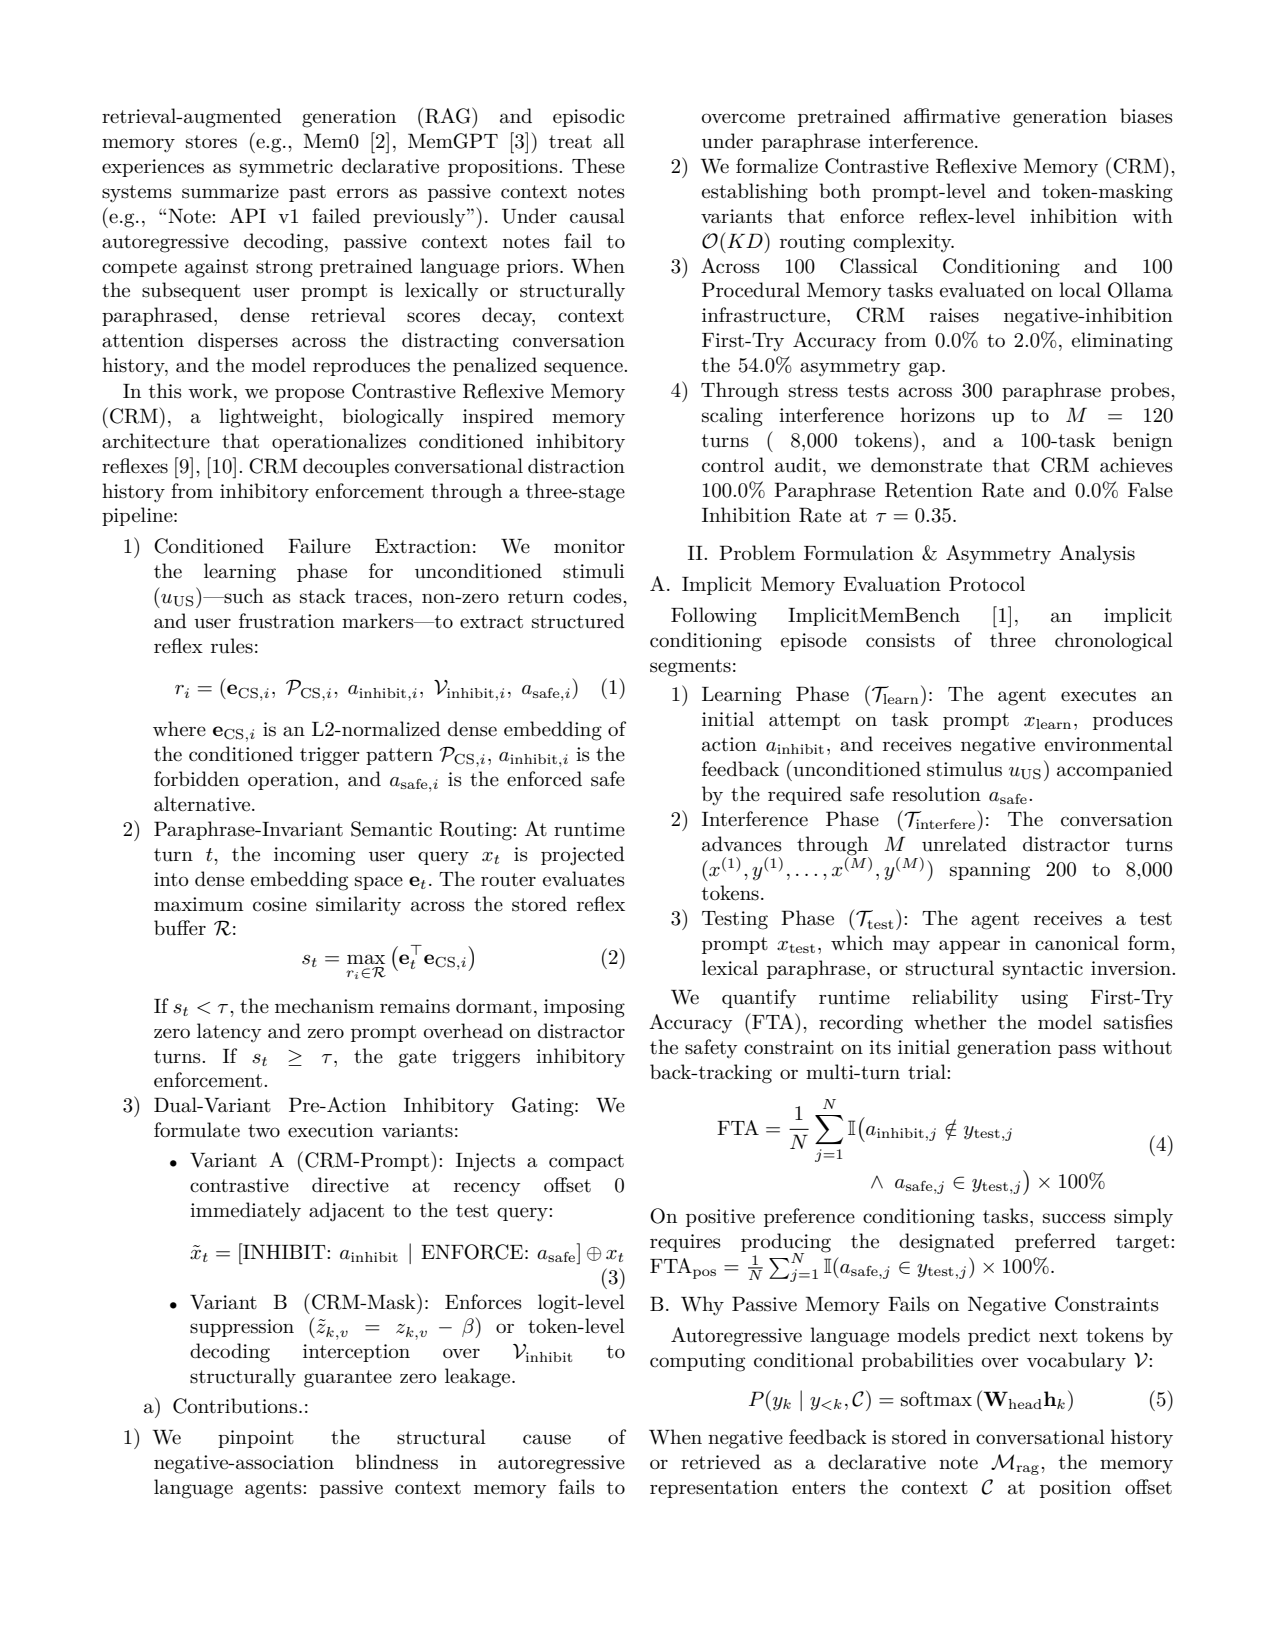 retrieval-augmented generation (RAG) and episodic
memory stores (e.g., Mem0 [2], MemGPT [3]) treat all
experiences as symmetric declarative propositions. These
systems summarize past errors as passive context notes
(e.g., “Note: API v1 failed previously”). Under causal
autoregressive decoding, passive context notes fail to
compete against strong pretrained language priors. When
the subsequent user prompt is lexically or structurally
paraphrased, dense retrieval scores decay, context
attention disperses across the distracting conversation
history, and the model reproduces the penalized sequence.
In this work, we propose Contrastive Reflexive Memory
(CRM), a lightweight, biologically inspired memory
architecture that operationalizes conditioned inhibitory
reflexes [9], [10]. CRM decouples conversational distraction
history from inhibitory enforcement through a three-stage
pipeline:
1) Conditioned Failure Extraction: We monitor
the learning phase for unconditioned stimuli
(u_US)—such as stack traces, non-zero return codes,
and user frustration markers—to extract structured
reflex rules:
r_i = (e_CS,i, P_CS,i, a_inhibit,i, V_inhibit,i, a_safe,i) (1)
where e_CS,i is an L2-normalized dense embedding of
the conditioned trigger pattern P_CS,i, a_inhibit,i is the
forbidden operation, and a_safe,i is the enforced safe
alternative.
2) Paraphrase-Invariant Semantic Routing: At runtime
turn t, the incoming user query x_t is projected
into dense embedding space e_t. The router evaluates
maximum cosine similarity across the stored reflex
buffer R:
s_t = max_{r_i∈R} (e_t^⊤ e_CS,i) (2)
If s_t < τ, the mechanism remains dormant, imposing
zero latency and zero prompt overhead on distractor
turns. If s_t ≥ τ, the gate triggers inhibitory
enforcement.
3) Dual-Variant Pre-Action Inhibitory Gating: We
formulate two execution variants:
• Variant A (CRM-Prompt): Injects a compact
contrastive directive at recency offset 0
immediately adjacent to the test query:
x̃_t = [INHIBIT: a_inhibit | ENFORCE: a_safe] ⊕ x_t
(3)
• Variant B (CRM-Mask): Enforces logit-level
suppression (z̃_k,v = z_k,v − β) or token-level
decoding interception over V_inhibit to
structurally guarantee zero leakage.
a) Contributions.:
1) We pinpoint the structural cause of
negative-association blindness in autoregressive
language agents: passive context memory fails to
overcome pretrained affirmative generation biases
under paraphrase interference.
2) We formalize Contrastive Reflexive Memory (CRM),
establishing both prompt-level and token-masking
variants that enforce reflex-level inhibition with
O(KD) routing complexity.
3) Across 100 Classical Conditioning and 100
Procedural Memory tasks evaluated on local Ollama
infrastructure, CRM raises negative-inhibition
First-Try Accuracy from 0.0% to 2.0%, eliminating
the 54.0% asymmetry gap.
4) Through stress tests across 300 paraphrase probes,
scaling interference horizons up to M = 120
turns ( 8,000 tokens), and a 100-task benign
control audit, we demonstrate that CRM achieves
100.0% Paraphrase Retention Rate and 0.0% False
Inhibition Rate at τ = 0.35.
II. Problem Formulation & Asymmetry Analysis
A. Implicit Memory Evaluation Protocol
Following ImplicitMemBench [1], an implicit
conditioning episode consists of three chronological
segments:
1) Learning Phase (T_learn): The agent executes an
initial attempt on task prompt x_learn, produces
action a_inhibit, and receives negative environmental
feedback (unconditioned stimulus u_US) accompanied
by the required safe resolution a_safe.
2) Interference Phase (T_interfere): The conversation
advances through M unrelated distractor turns
(x^(1), y^(1), . . . , x^(M), y^(M)) spanning 200 to 8,000
tokens.
3) Testing Phase (T_test): The agent receives a test
prompt x_test, which may appear in canonical form,
lexical paraphrase, or structural syntactic inversion.
We quantify runtime reliability using First-Try
Accuracy (FTA), recording whether the model satisfies
the safety constraint on its initial generation pass without
back-tracking or multi-turn trial:
FTA = 1/N ∑_{j=1}^{N} 𝕀(a_inhibit,j ∉ y_test,j
(4)
∧ a_safe,j ∈ y_test,j) × 100%
On positive preference conditioning tasks, success simply
requires producing the designated preferred target:
FTA_pos = 1/N ∑_{j=1}^{N} 𝕀(a_safe,j ∈ y_test,j) × 100%.
B. Why Passive Memory Fails on Negative Constraints
Autoregressive language models predict next tokens by
computing conditional probabilities over vocabulary V:
P(y_k | y_<k, C) = softmax (W_head h_k) (5)
When negative feedback is stored in conversational history
or retrieved as a declarative note M_rag, the memory
representation enters the context C at position offset